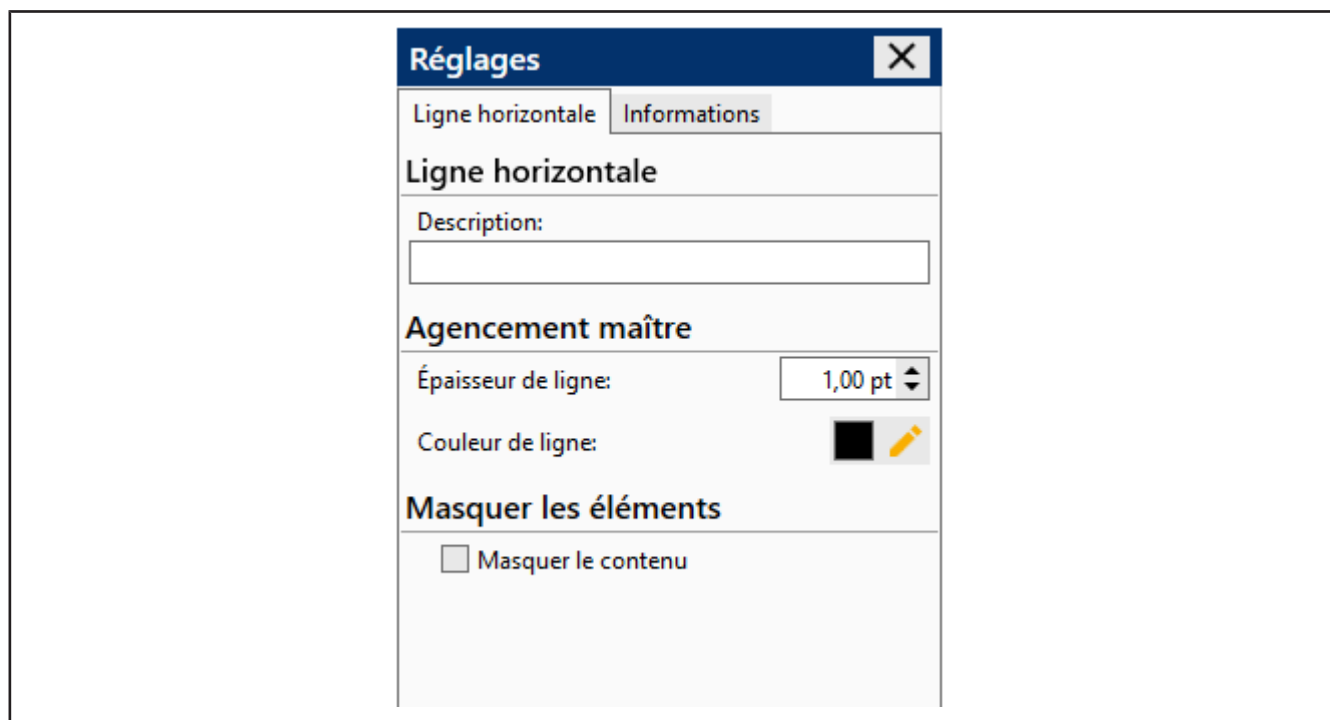 Réglages
Ligne horizontale Informations
Ligne horizontale
Description:
Agencement maître
Épaisseur de ligne: 1,00 pt
Couleur de ligne:
Masquer les éléments
Masquer le contenu